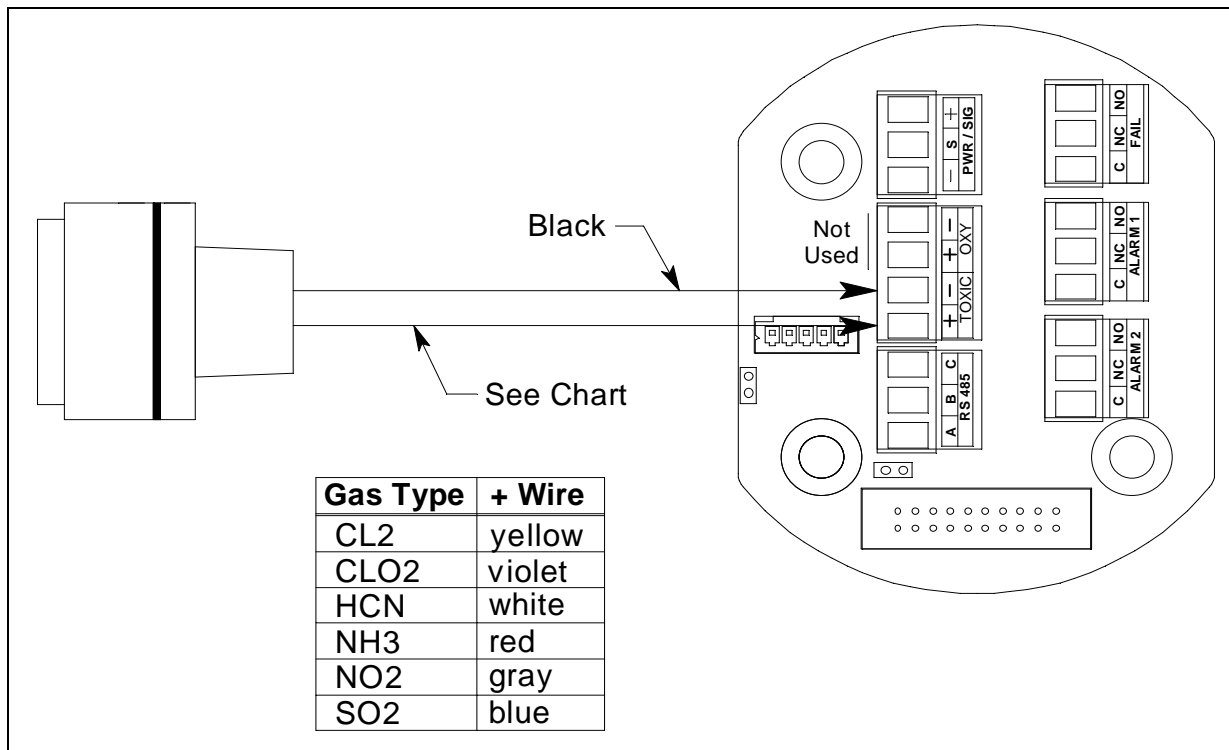 Black
See Chart
Not
Used
+ S −
PWR / SIG
− + − +
OXY
TOXIC
C B A
RS 485
NO NC C
FAIL
NO NC C
ALARM 1
NO NC C
ALARM 2
Gas Type + Wire
CL2 yellow
CLO2 violet
HCN white
NH3 red
NO2 gray
SO2 blue